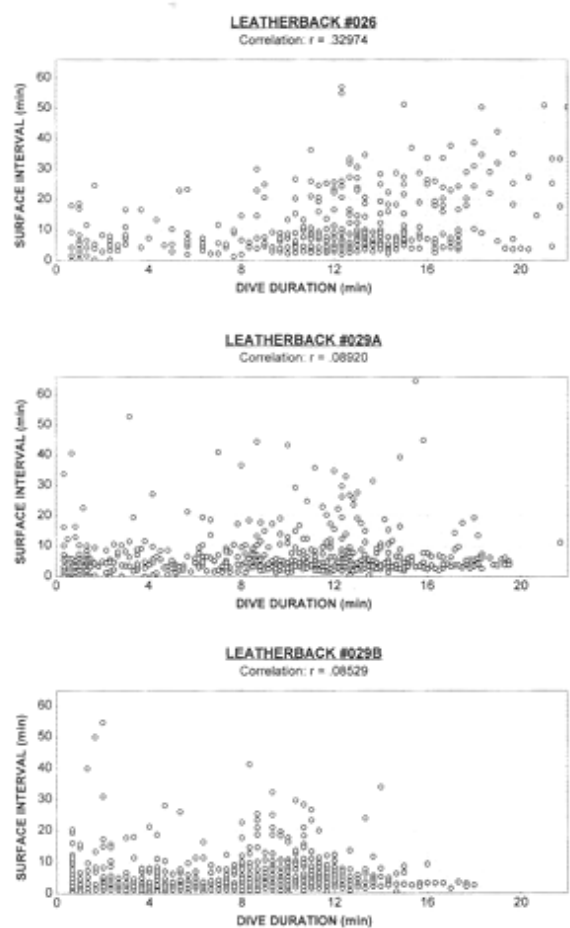 LEATHERBACK #026
Correlation: r = .32974
SURFACE INTERVAL (min)
60
50
40
30
20
10
0
0 4 8 12 16 20
DIVE DURATION (min)
LEATHERBACK #029A
Correlation: r = .08920
SURFACE INTERVAL (min)
60
50
40
30
20
10
0
0 4 8 12 16 20
DIVE DURATION (min)
LEATHERBACK #029B
Correlation: r = .08529
SURFACE INTERVAL (min)
60
50
40
30
20
10
0
0 4 8 12 16 20
DIVE DURATION (min)